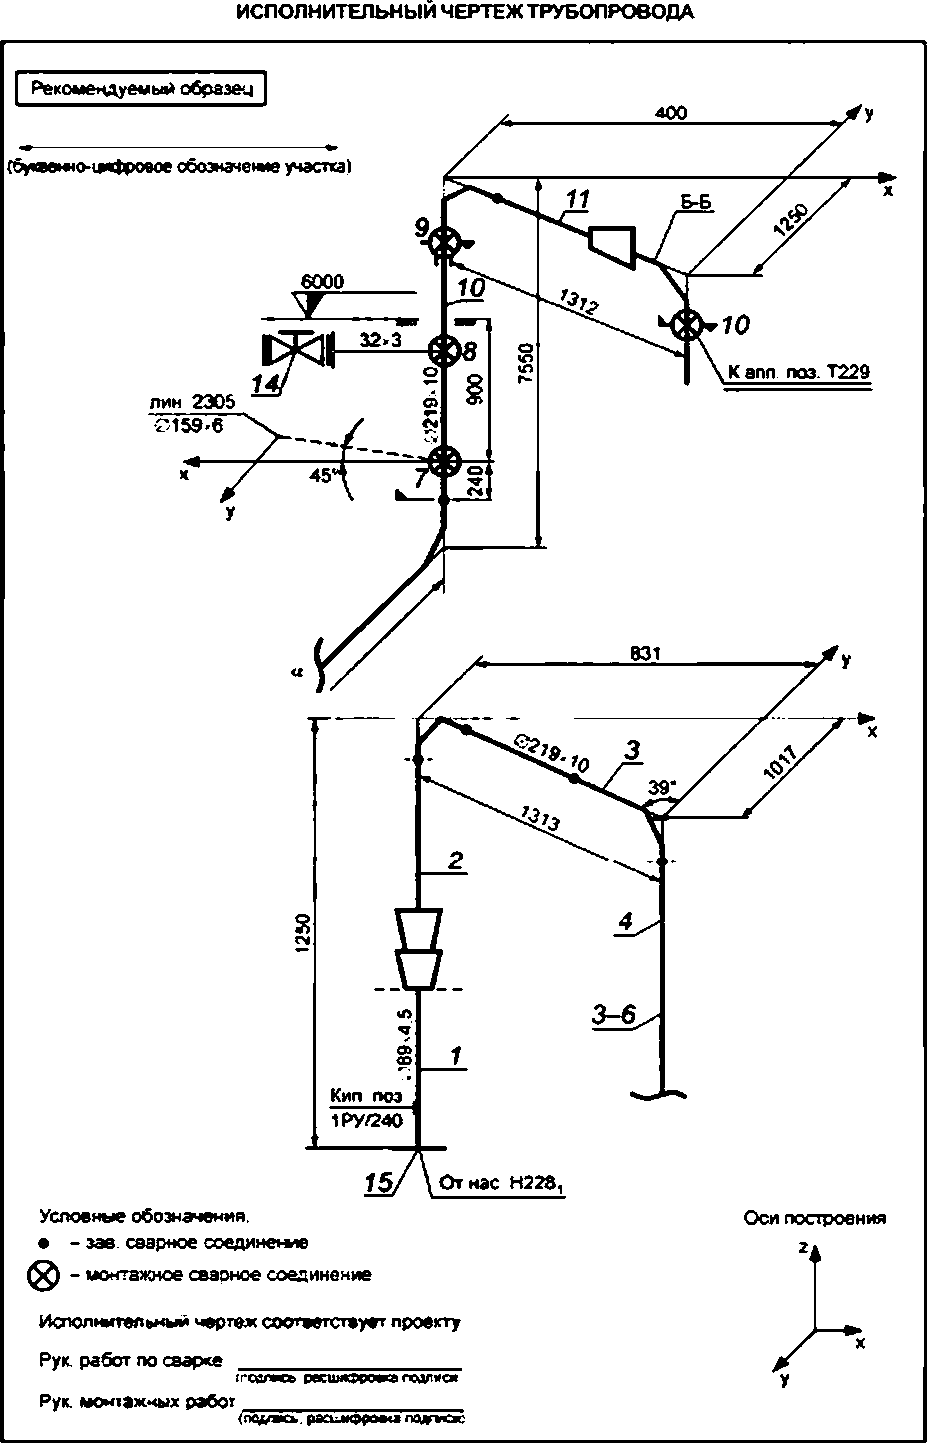 ИСПОЛНИТЕЛЬНЫЙ ЧЕРТЕЖ ТРУБОПРОВОДА
Рекомендуемый образец
(буквенно-цифровое обозначение участка)
400
y
x
1250
11
Б-Б
9
10
1312
6000
32×3
8
14
∅219×10
900
7550
10
К апп. поз. Т229
лин 2305
∅159×6
45°
x
y
7
240
831
y
x
1017
∅219×10
3
39°
1313
2
1250
4
3–6
∅89×4,5
1
Кип поз
1РУ/240
15
От нас Н228₁
Условные обозначения.
– зав. сварное соединение
– монтажное сварное соединение
Исполнительный чертеж соответствует проекту
Рук. работ по сварке
(подпись расшифровка подписи
Рук. монтажных работ
(подпись, расшифровка подписи)
Оси построения
z
x
y